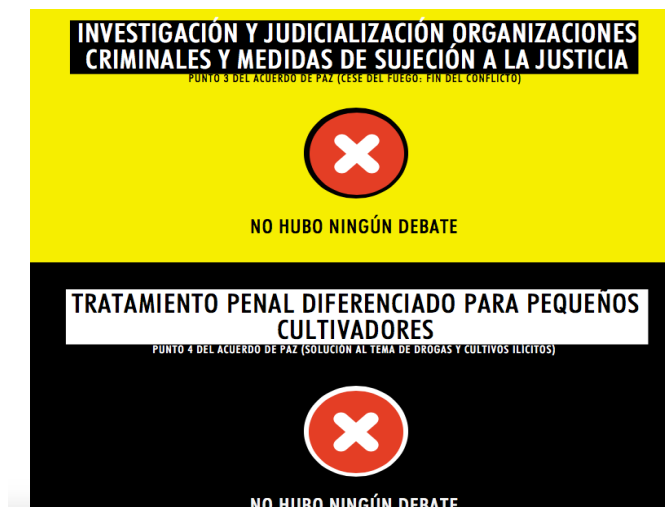 INVESTIGACIÓN Y JUDICIALIZACIÓN ORGANIZACIONES
CRIMINALES Y MEDIDAS DE SUJECIÓN A LA JUSTICIA
PUNTO 3 DEL ACUERDO DE PAZ (CESE DEL FUEGO: FIN DEL CONFLICTO)
NO HUBO NINGÚN DEBATE
TRATAMIENTO PENAL DIFERENCIADO PARA PEQUEÑOS
CULTIVADORES
PUNTO 4 DEL ACUERDO DE PAZ (SOLUCIÓN AL TEMA DE DROGAS Y CULTIVOS ILÍCITOS)
NO HUBO NINGÚN DEBATE